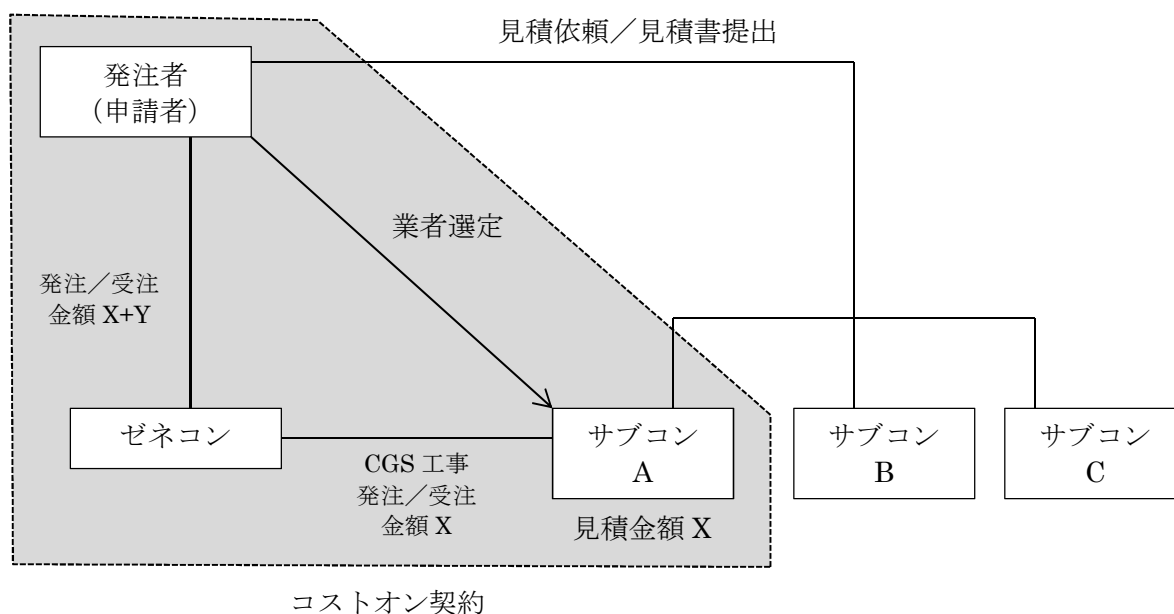 見積依頼／見積書提出
発注者
（申請者）
業者選定
発注／受注
金額 X+Y
ゼネコン
CGS 工事
発注／受注
金額 X
サブコン
A
見積金額 X
サブコン
B
サブコン
C
コストオン契約